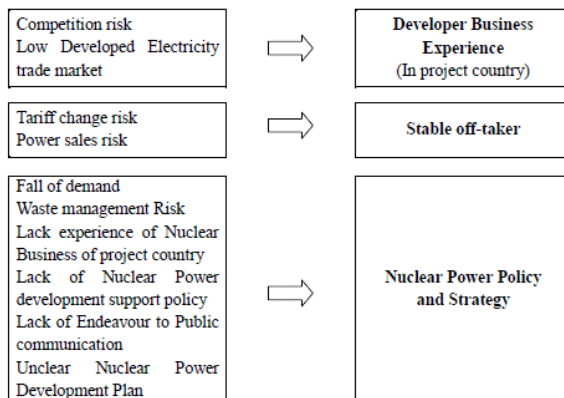 Competition risk
Low Developed Electricity
trade market
Developer Business
Experience
(In project country)
Tariff change risk
Power sales risk
Stable off-taker
Fall of demand
Waste management Risk
Lack experience of Nuclear
Business of project country
Lack of Nuclear Power
development support policy
Lack of Endeavour to Public
communication
Unclear Nuclear Power
Development Plan
Nuclear Power Policy
and Strategy